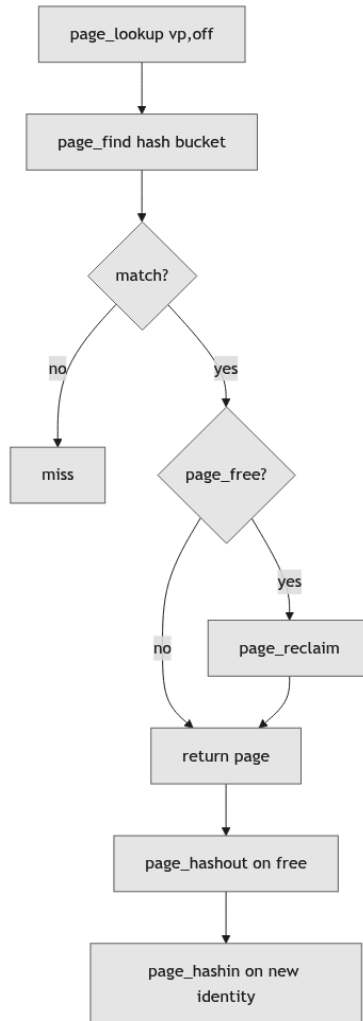 page_lookup vp,off
page_find hash bucket
match?
no
yes
miss
page_free?
yes
no
page_reclaim
return page
page_hashout on free
page_hashin on new
identity